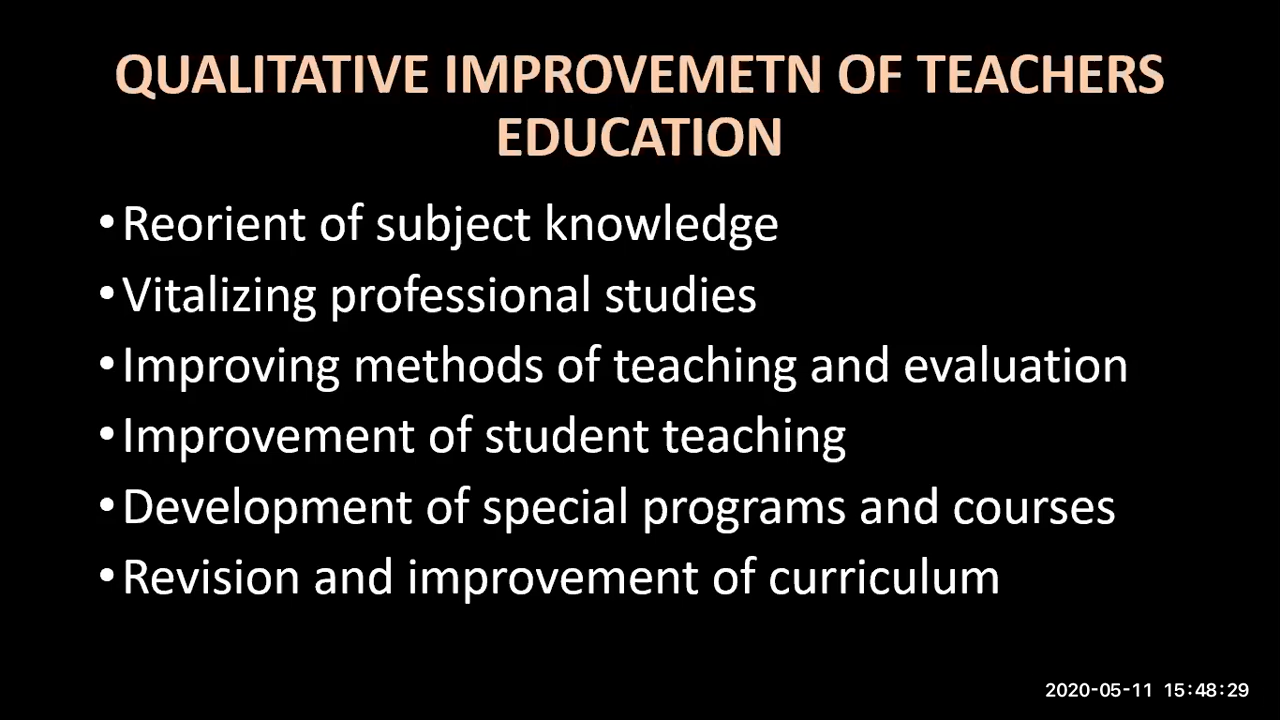 QUALITATIVE IMPROVEMETN OF TEACHERS
EDUCATION
•Reorient of subject knowledge
•Vitalizing professional studies
•Improving methods of teaching and evaluation
•Improvement of student teaching
•Development of special programs and courses
•Revision and improvement of curriculum
2020-05-11 15:48:29